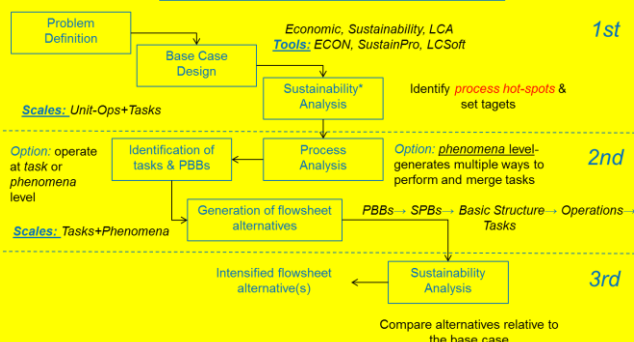 Problem
Definition
Economic, Sustainability, LCA
Tools: ECON, SustainPro, LCSoft
1st
Base Case
Design
Sustainability*
Analysis
Identify process hot-spots &
set tagets
Scales: Unit-Ops+Tasks
Option: operate
at task or
phenomena
level
Identification of
tasks & PBBs
Process
Analysis
Option: phenomena level-
generates multiple ways to
perform and merge tasks
2nd
Generation of flowsheet
alternatives
PBBs→ SPBs→ Basic Structure→ Operations→
Tasks
Scales: Tasks+Phenomena
Intensified flowsheet
alternative(s)
Sustainability
Analysis
3rd
Compare alternatives relative to
the base case